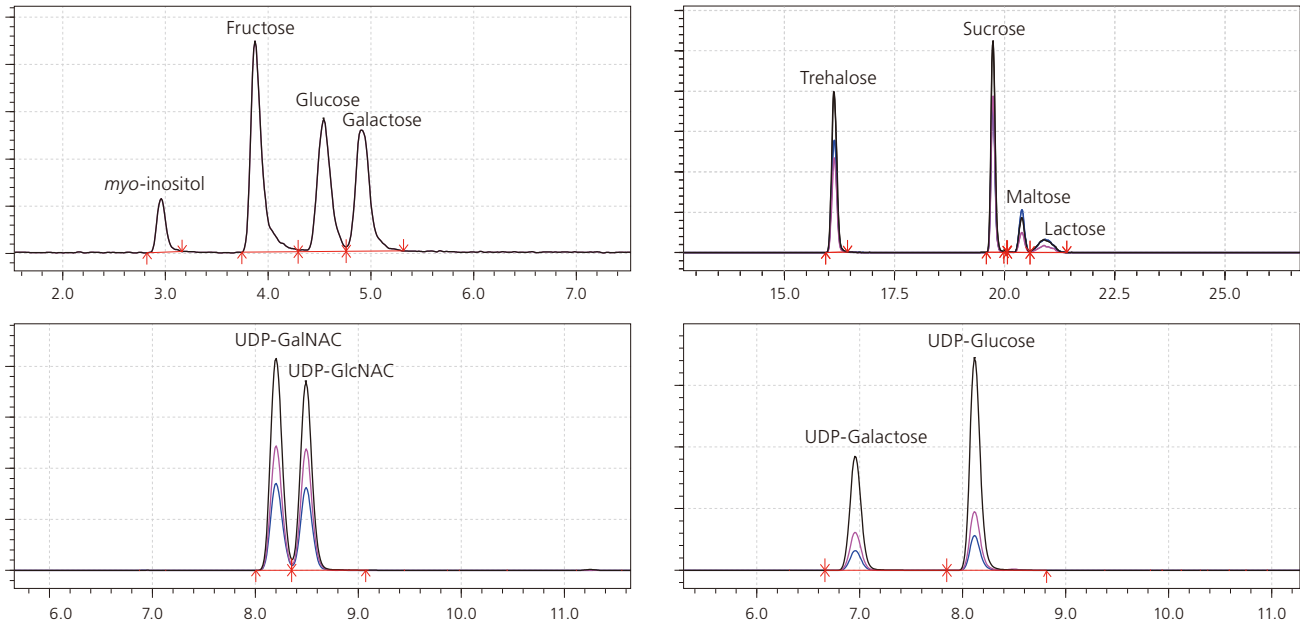 Fructose
Glucose
Galactose
myo-inositol
2.0 3.0 4.0 5.0 6.0 7.0
Sucrose
Trehalose
Maltose
Lactose
15.0 17.5 20.0 22.5 25.0
UDP-GalNAC
UDP-GlcNAC
6.0 7.0 8.0 9.0 10.0 11.0
UDP-Glucose
UDP-Galactose
6.0 7.0 8.0 9.0 10.0 11.0